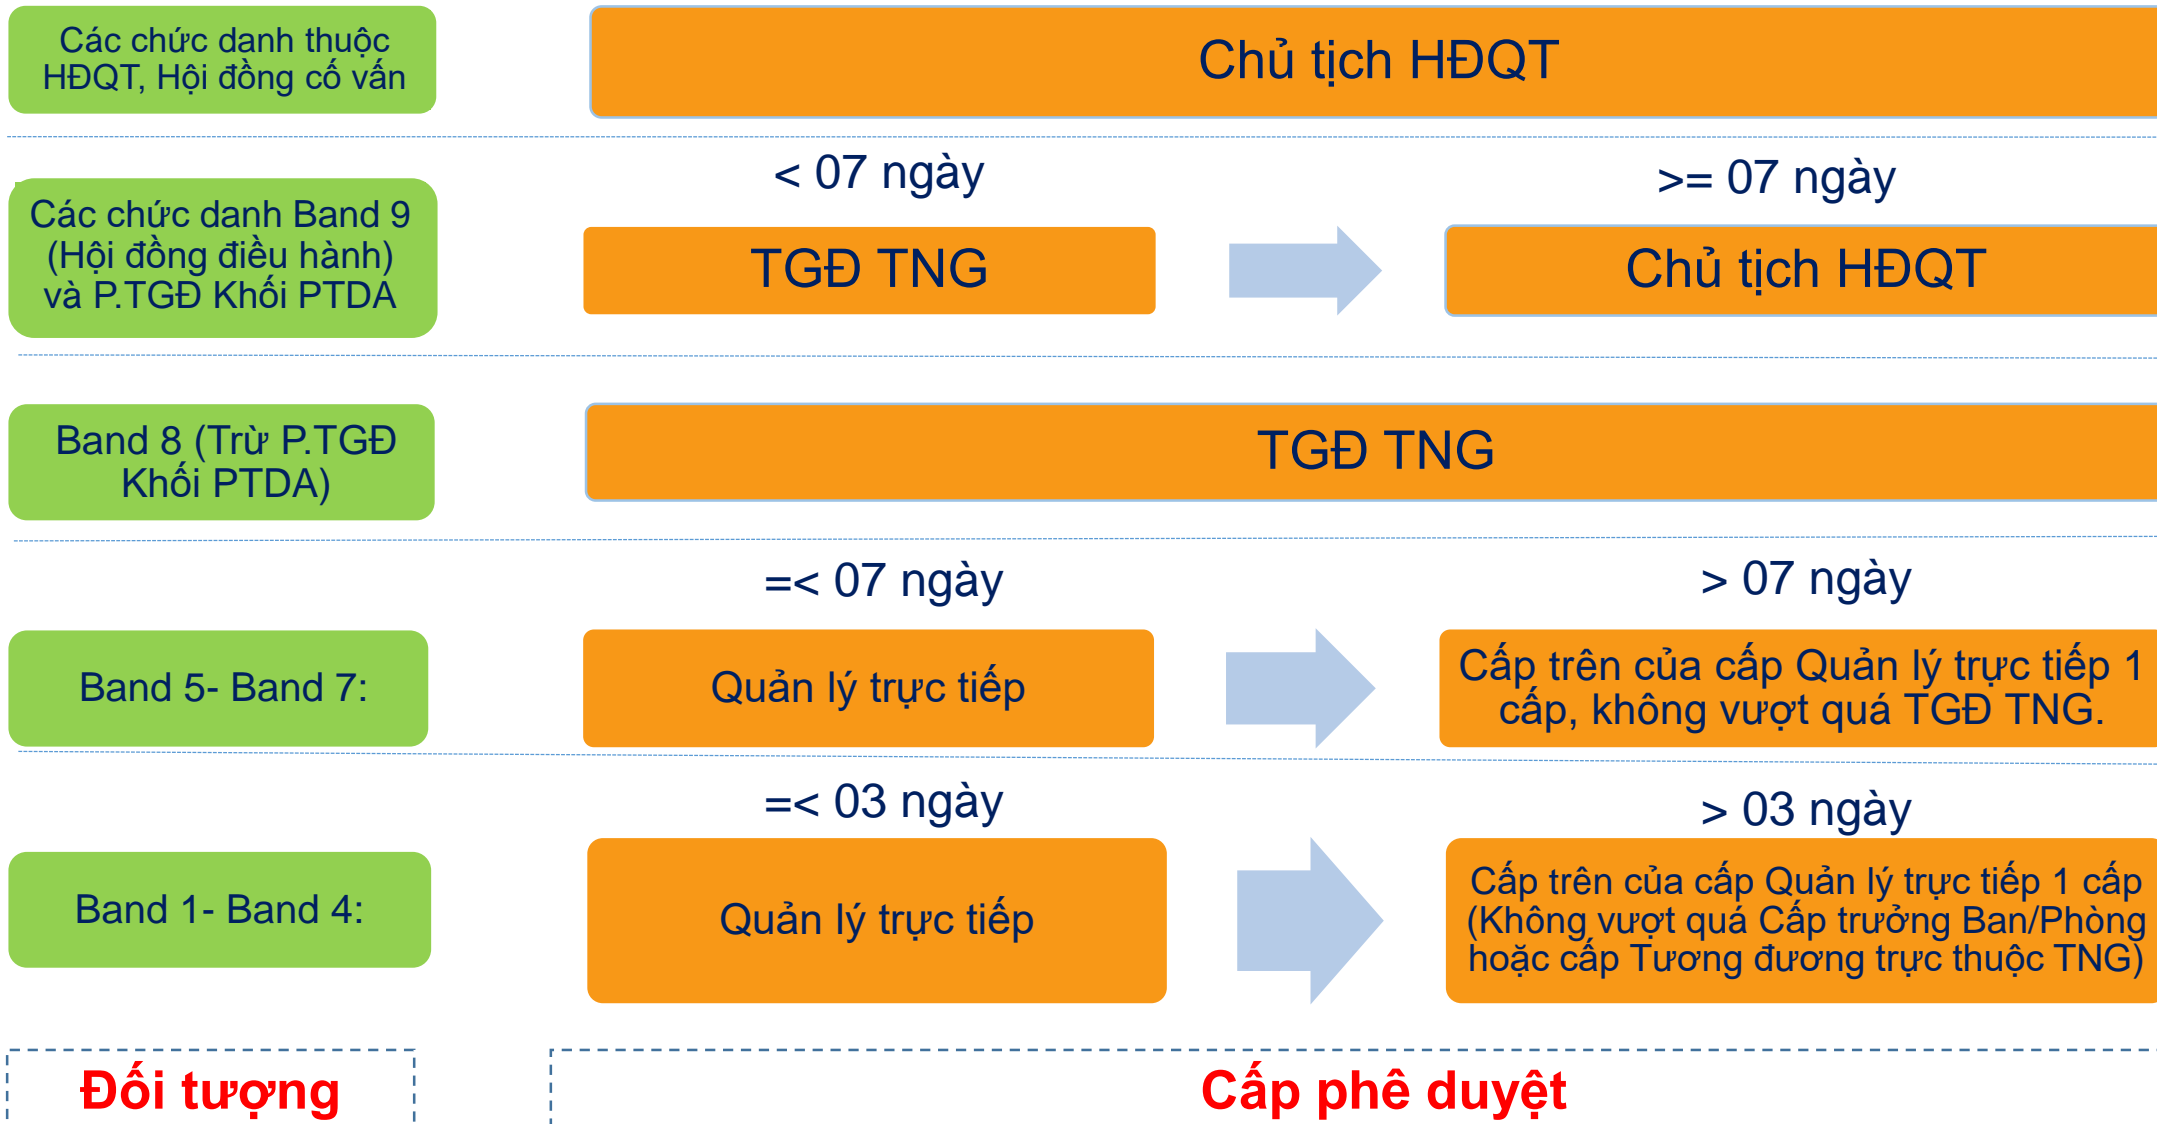 Các chức danh thuộc
HĐQT, Hội đồng cố vấn
Chủ tịch HĐQT
< 07 ngày
>= 07 ngày
Các chức danh Band 9
(Hội đồng điều hành)
và P.TGĐ Khối PTDA
TGĐ TNG
Chủ tịch HĐQT
Band 8 (Trừ P.TGĐ
Khối PTDA)
TGĐ TNG
=< 07 ngày
> 07 ngày
Band 5- Band 7:
Quản lý trực tiếp
Cấp trên của cấp Quản lý trực tiếp 1
cấp, không vượt quá TGĐ TNG.
=< 03 ngày
> 03 ngày
Band 1- Band 4:
Quản lý trực tiếp
Cấp trên của cấp Quản lý trực tiếp 1 cấp
(Không vượt quá Cấp trưởng Ban/Phòng
hoặc cấp Tương đương trực thuộc TNG)
Đối tượng
Cấp phê duyệt